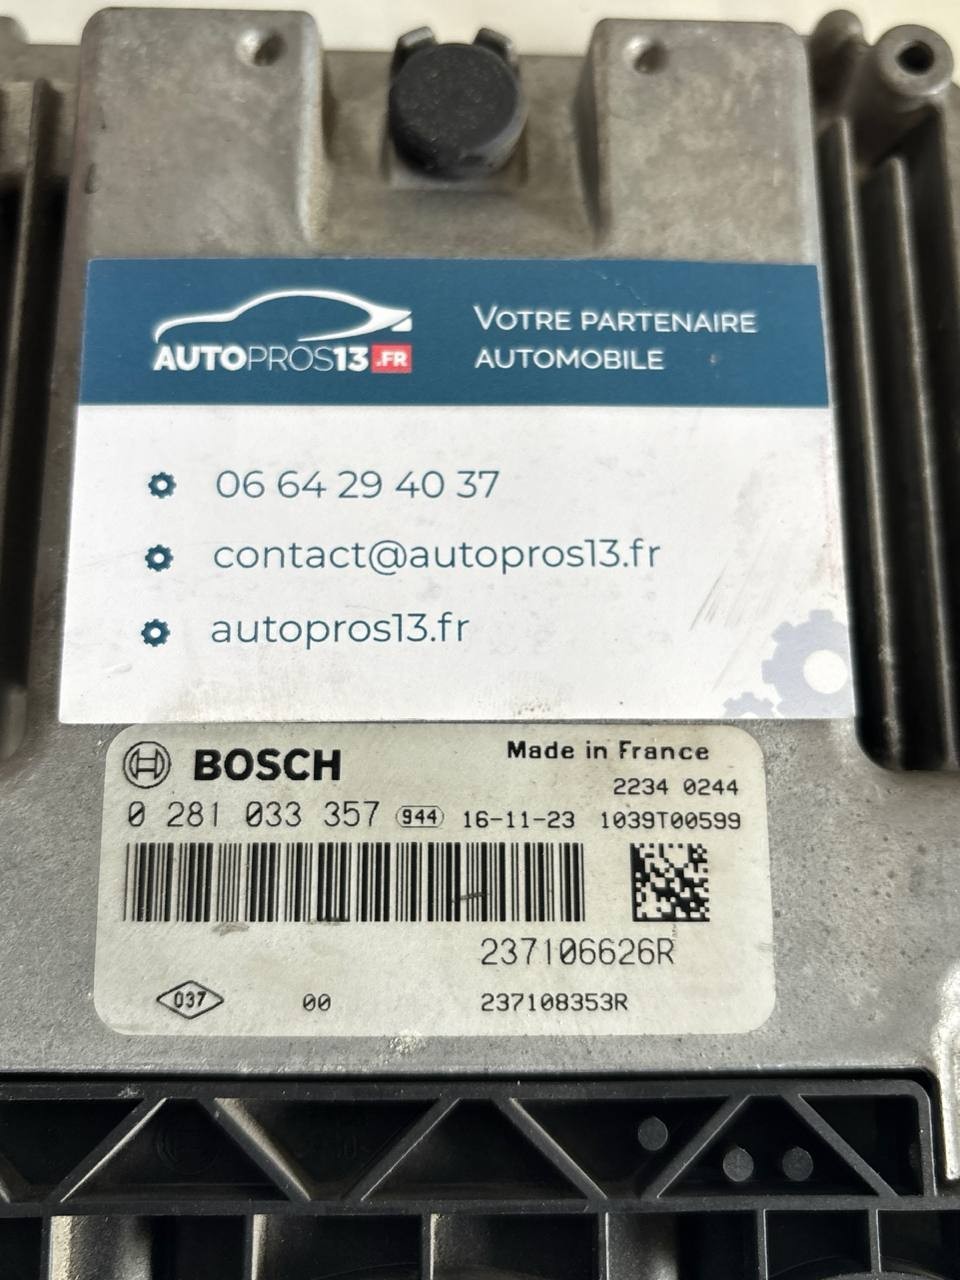 AUTOPROS13.FR
VOTRE PARTENAIRE
AUTOMOBILE
06 64 29 40 37
contact@autopros13.fr
autopros13.fr
BOSCH
Made in France
2234 0244
0 281 033 357 944 16-11-23 1039T00599
237106626R
037 00 237108353R